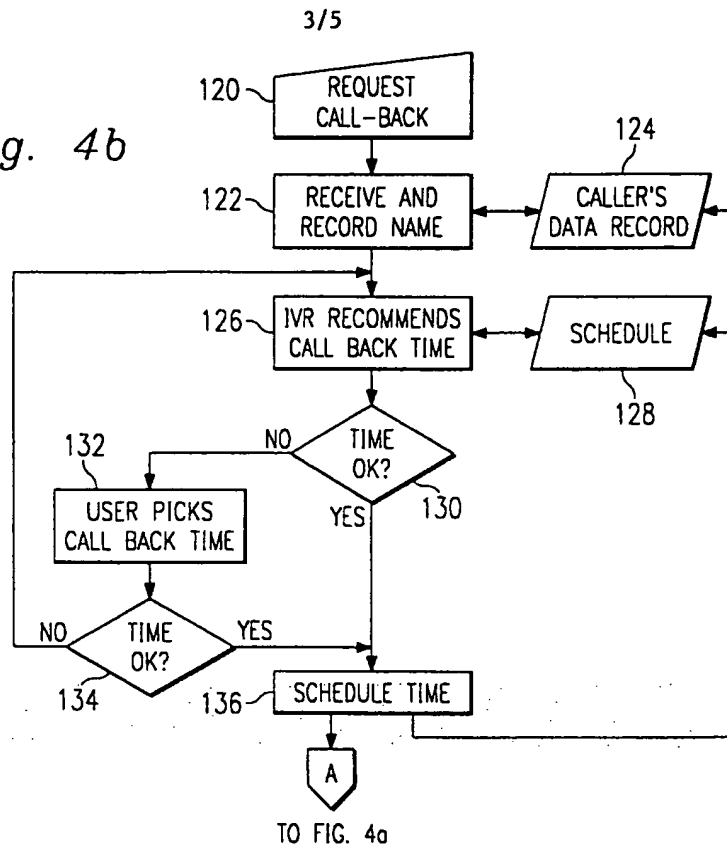 3/5
g. 4b
120
REQUEST
CALL-BACK
122
RECEIVE AND
RECORD NAME
124
CALLER'S
DATA RECORD
126
IVR RECOMMENDS
CALL BACK TIME
SCHEDULE
128
TIME
OK?
130
NO
YES
132
USER PICKS
CALL BACK TIME
TIME
OK?
134
NO
YES
136
SCHEDULE TIME
A
TO FIG. 4a